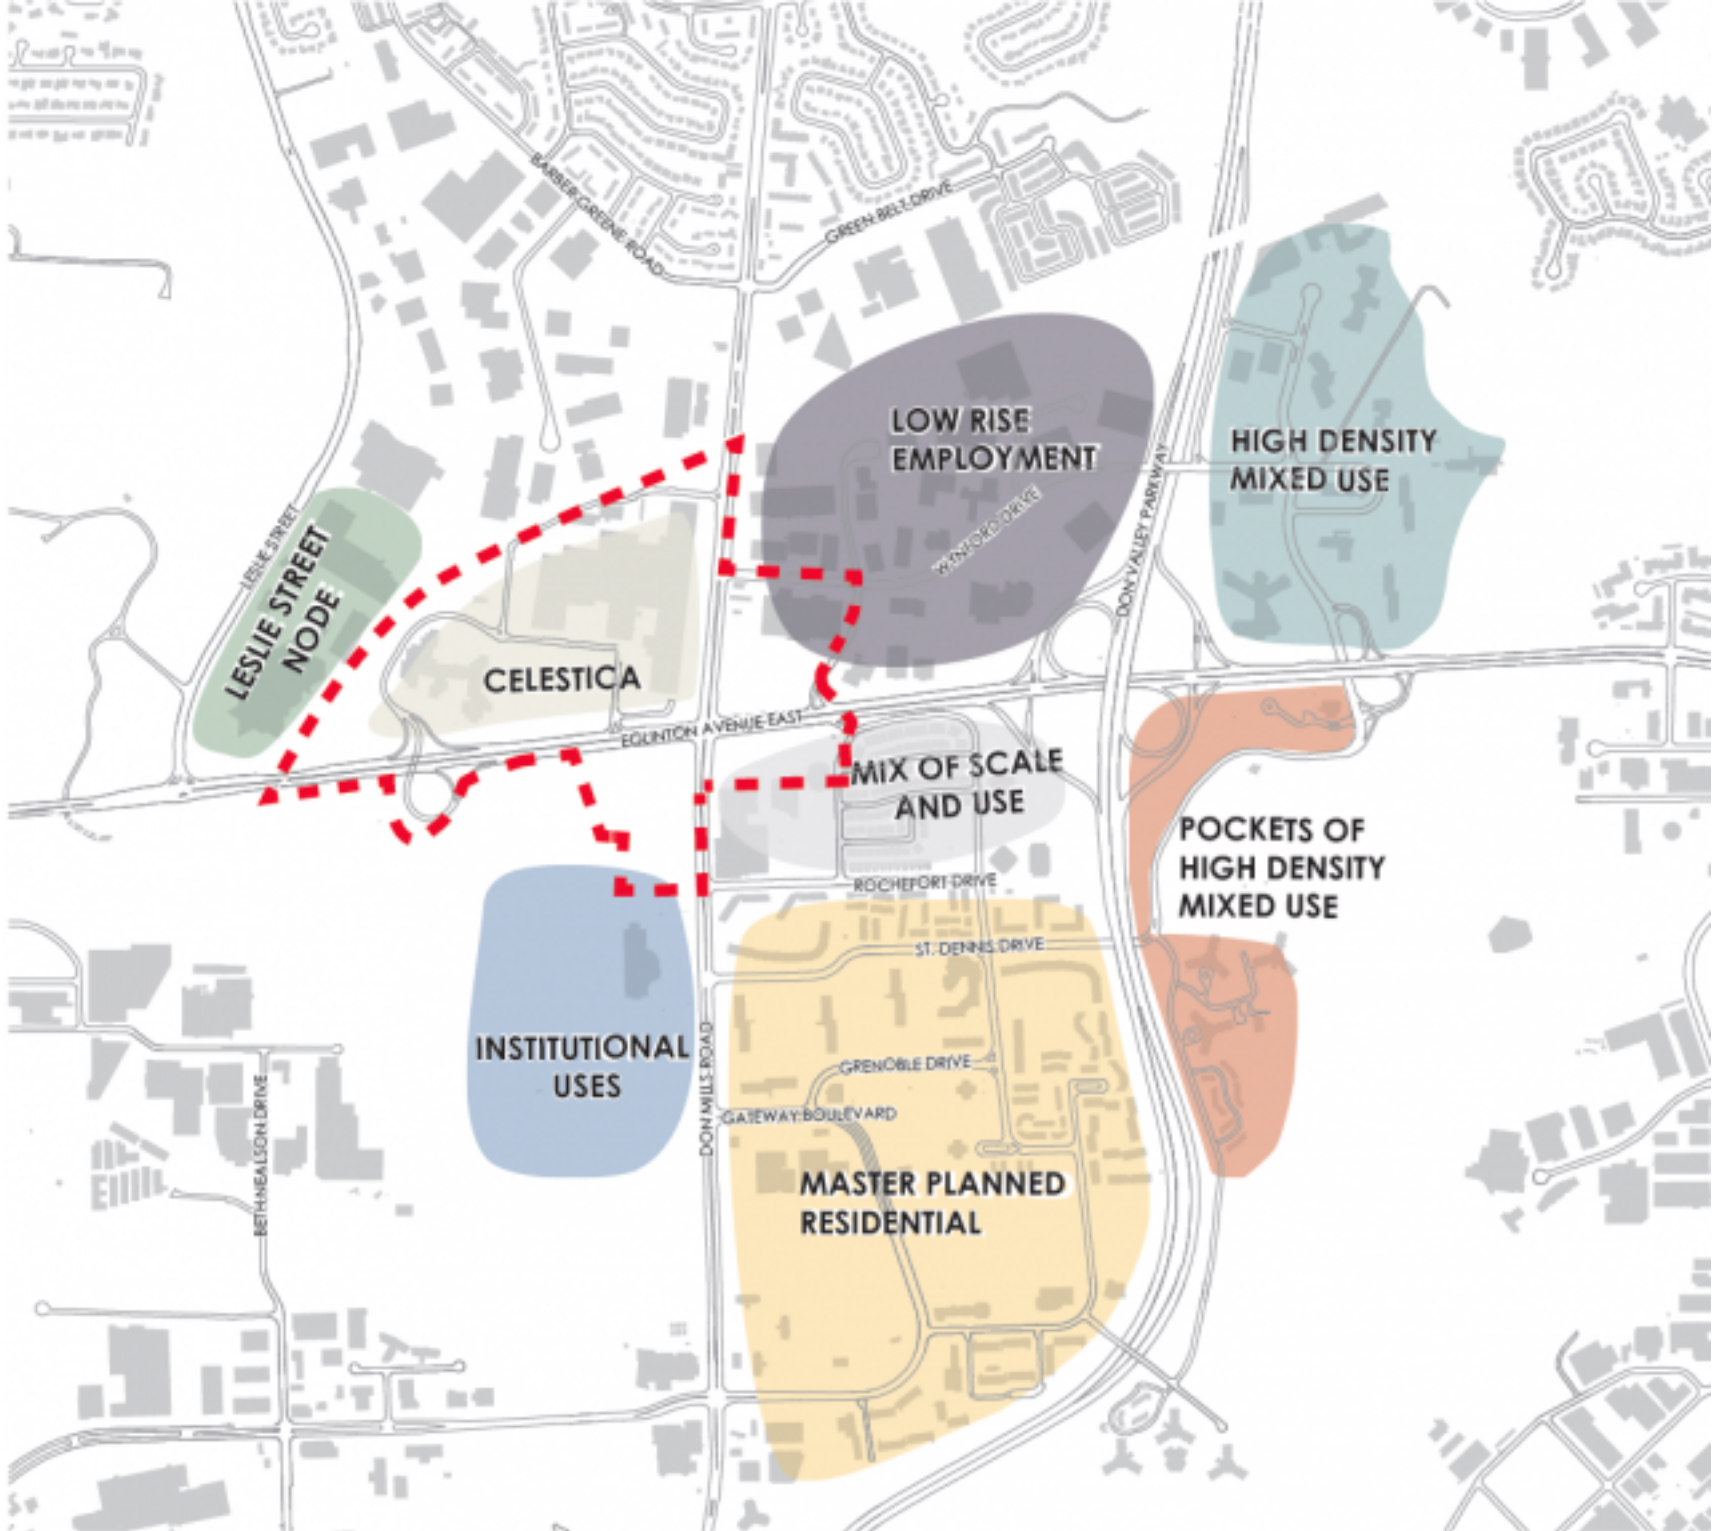 BARBER GREENE ROAD
GREEN BELT DRIVE
LOW RISE
EMPLOYMENT
HIGH DENSITY
MIXED USE
WYNFORD DRIVE
DON VALLEY PARKWAY
LESLIE STREET
LESLIE STREET
NODE
CELESTICA
EGLINTON AVENUE EAST
MIX OF SCALE
AND USE
POCKETS OF
HIGH DENSITY
MIXED USE
ROCHEFORT DRIVE
ST. DENNIS DRIVE
INSTITUTIONAL
USES
DON MILLS ROAD
GRENOBLE DRIVE
GATEWAY BOULEVARD
BETH NEALSON DRIVE
MASTER PLANNED
RESIDENTIAL